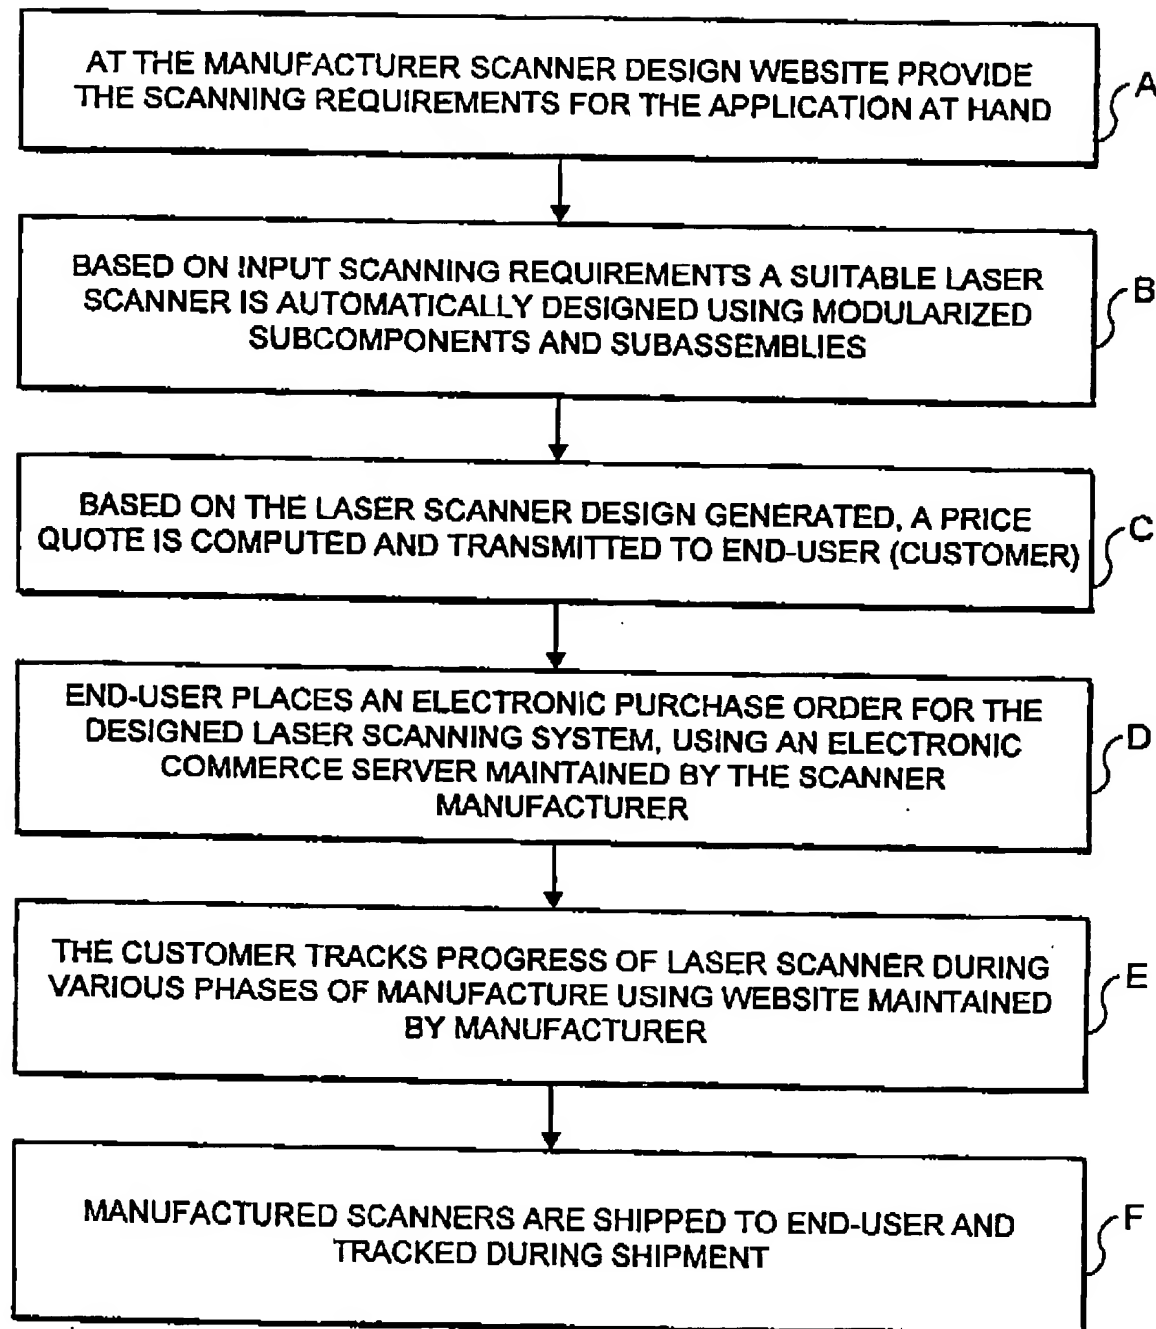 AT THE MANUFACTURER SCANNER DESIGN WEBSITE PROVIDE
THE SCANNING REQUIREMENTS FOR THE APPLICATION AT HAND
A
BASED ON INPUT SCANNING REQUIREMENTS A SUITABLE LASER
SCANNER IS AUTOMATICALLY DESIGNED USING MODULARIZED
SUBCOMPONENTS AND SUBASSEMBLIES
B
BASED ON THE LASER SCANNER DESIGN GENERATED, A PRICE
QUOTE IS COMPUTED AND TRANSMITTED TO END-USER (CUSTOMER)
C
END-USER PLACES AN ELECTRONIC PURCHASE ORDER FOR THE
DESIGNED LASER SCANNING SYSTEM, USING AN ELECTRONIC
COMMERCE SERVER MAINTAINED BY THE SCANNER
MANUFACTURER
D
THE CUSTOMER TRACKS PROGRESS OF LASER SCANNER DURING
VARIOUS PHASES OF MANUFACTURE USING WEBSITE MAINTAINED
BY MANUFACTURER
E
MANUFACTURED SCANNERS ARE SHIPPED TO END-USER AND
TRACKED DURING SHIPMENT
F